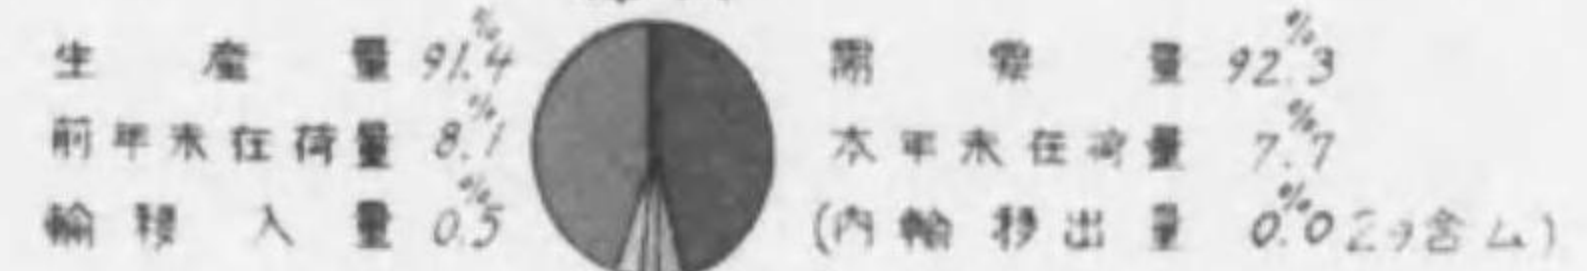 生産量 91.4%
前年末在荷量 8.1%
輸移入量 0.5%
需要量 92.3%
本年末在荷量 7.7%
(内輸移出量 0.0%ヲ含ム)